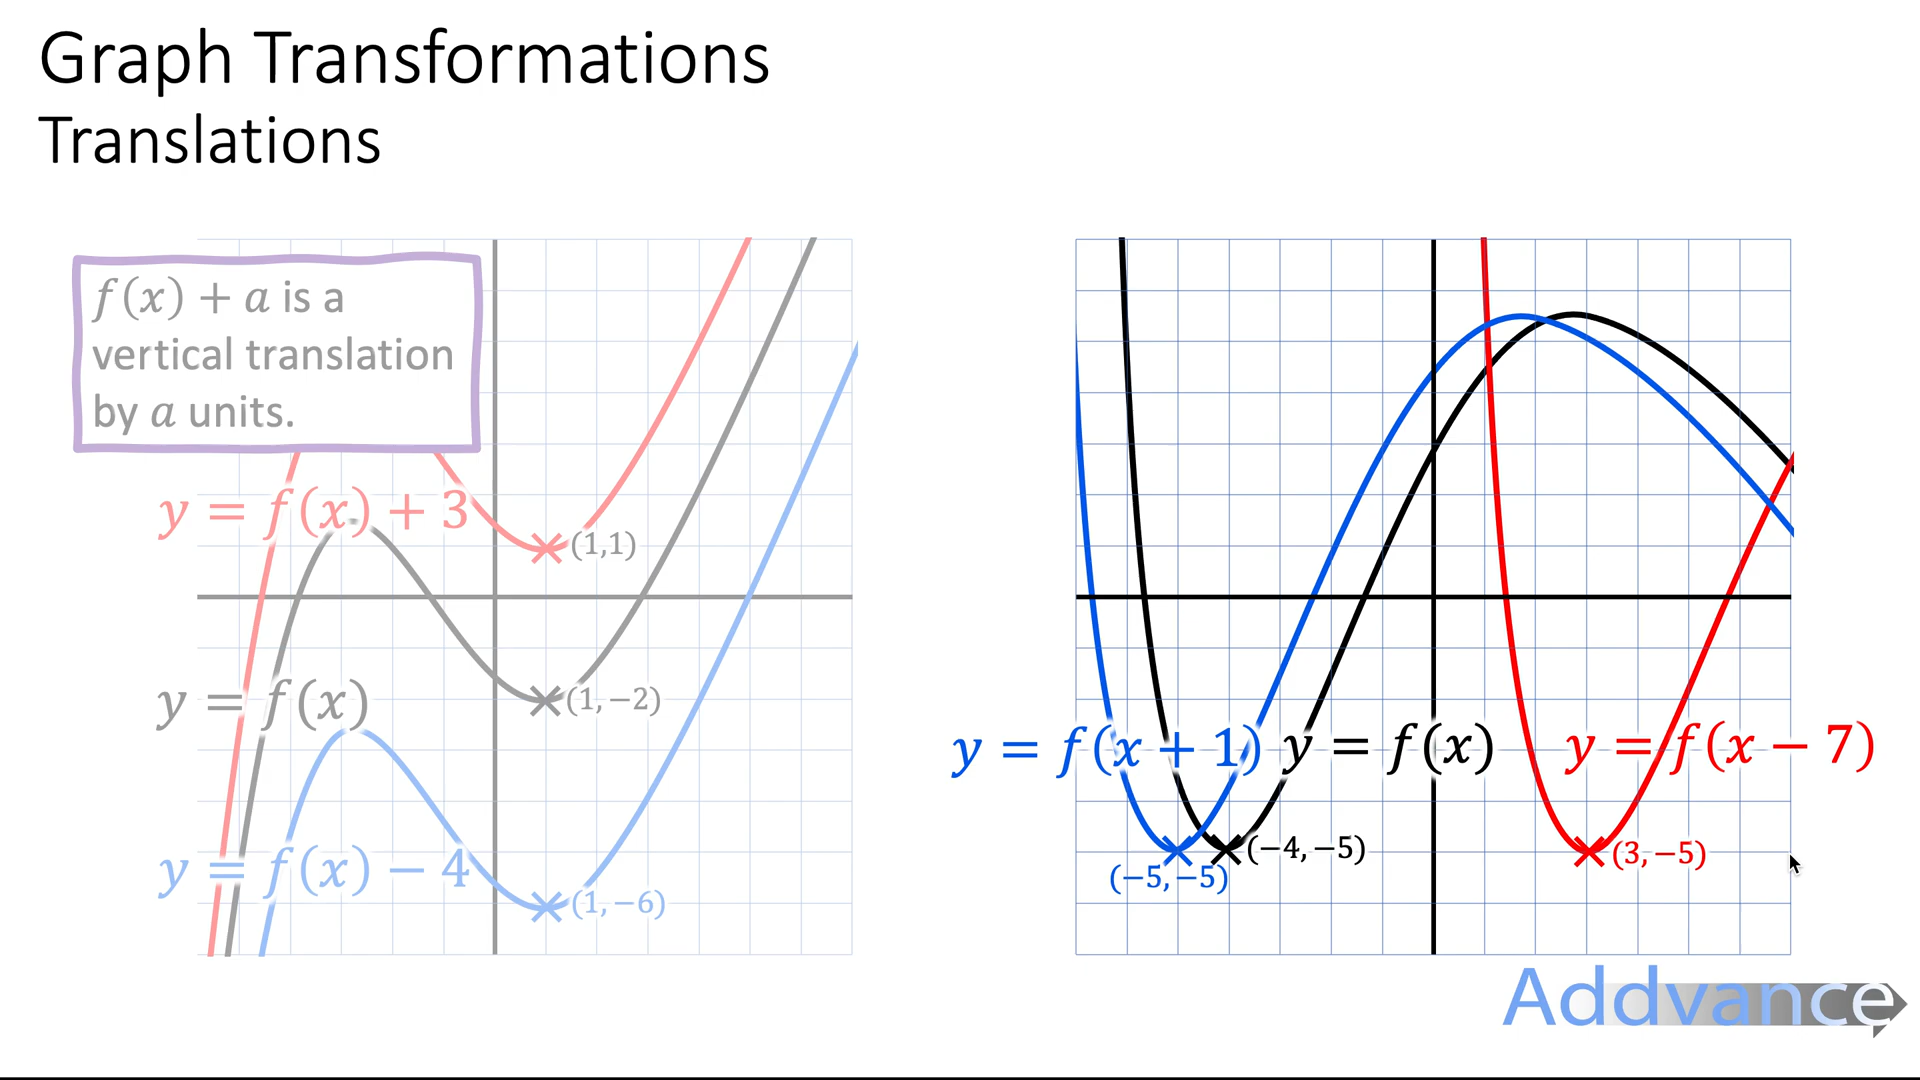 Graph Transformations
Translations
f(x) + a is a
vertical translation
by a units.
y = f(x) + 3
(1,1)
y = f(x)
(1, −2)
y = f(x) − 4
(1, −6)
y = f(x + 1)
y = f(x)
y = f(x − 7)
(−4, −5)
(3, −5)
(−5, −5)
Addvance